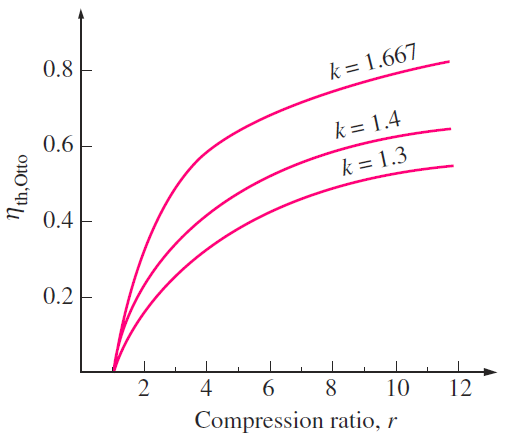 0.8
0.6
0.4
0.2
η th,Otto
k = 1.667
k = 1.4
k = 1.3
2 4 6 8 10 12
Compression ratio, r